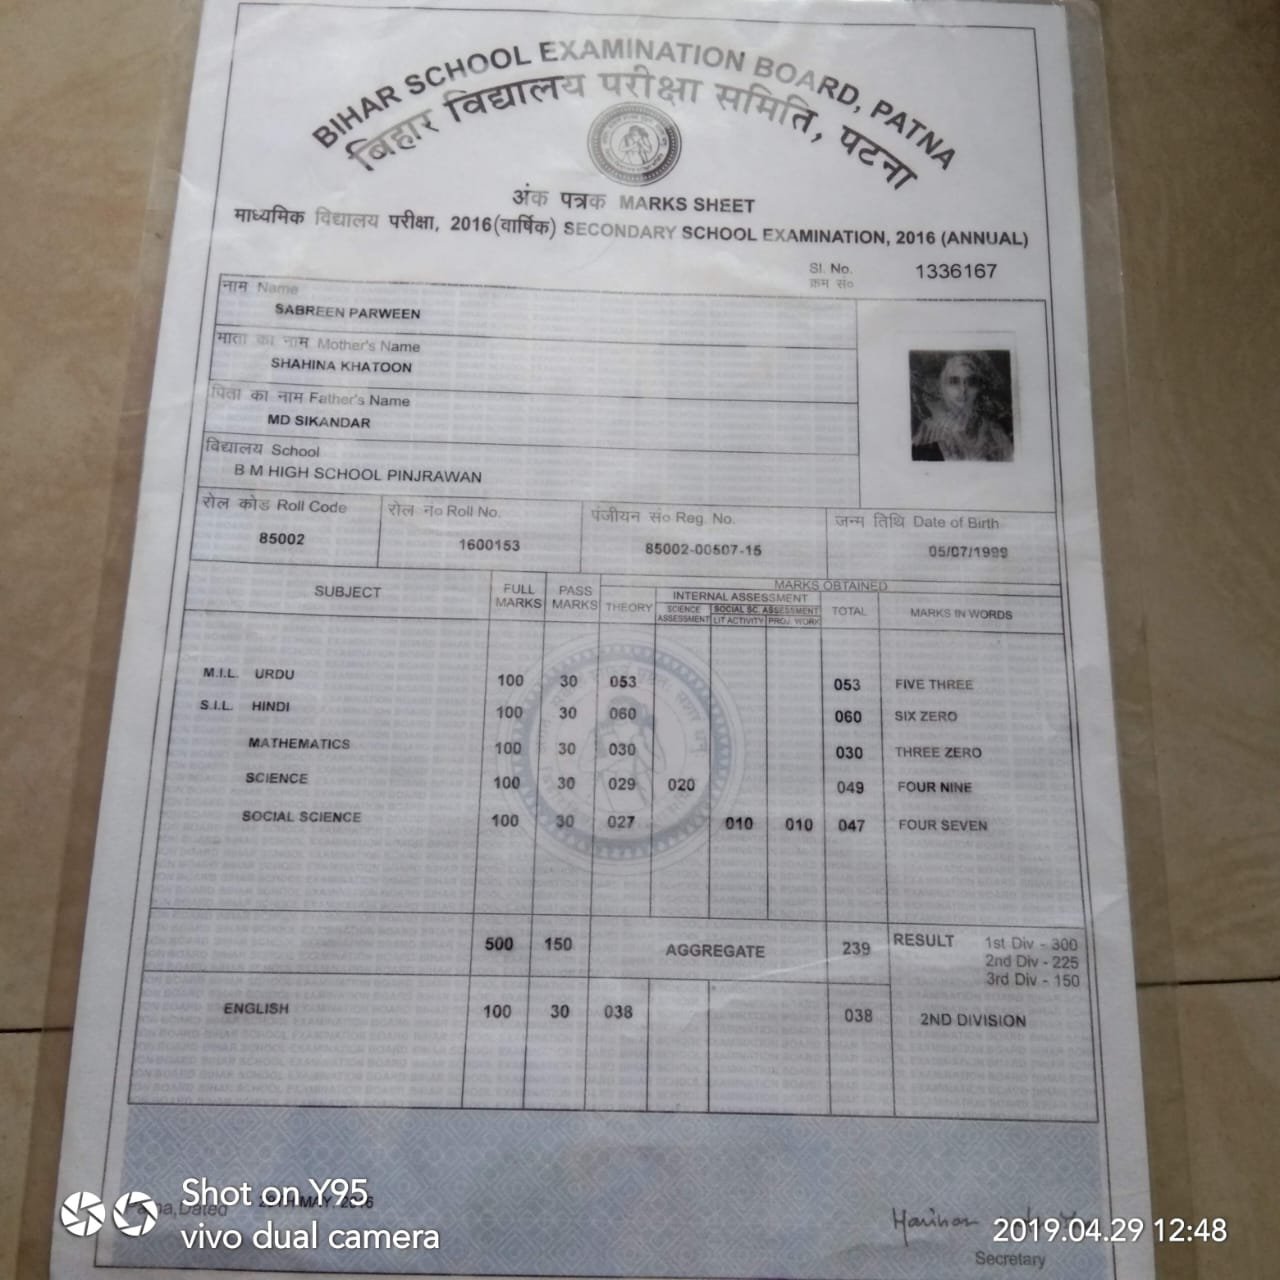 BIHAR SCHOOL EXAMINATION BOARD, PATNA
बिहार विद्यालय परीक्षा समिति, पटना
अंक पत्रक MARKS SHEET
माध्यमिक विद्यालय परीक्षा, 2016(वार्षिक) SECONDARY SCHOOL EXAMINATION, 2016 (ANNUAL)
Sl. No. 1336167
क्रम सं०
नाम Name
SABREEN PARWEEN
माता का नाम Mother's Name
SHAHINA KHATOON
पिता का नाम Father's Name
MD SIKANDAR
विद्यालय School
B M HIGH SCHOOL PINJRAWAN
रोल कोड Roll Code रोल न० Roll No. पंजीयन सं० Reg. No. जन्म तिथि Date of Birth
85002 1600153 85002-00507-15 05/07/1999
SUBJECT FULL MARKS PASS MARKS MARKS OBTAINED
THEORY INTERNAL ASSESSMENT TOTAL MARKS IN WORDS
SCIENCE ASSESSMENT SOCIAL SC. ASSESSMENT
LIT ACTIVITY PROJ. WORK
M.I.L. URDU 100 30 053 053 FIVE THREE
S.I.L. HINDI 100 30 060 060 SIX ZERO
MATHEMATICS 100 30 030 030 THREE ZERO
SCIENCE 100 30 029 020 049 FOUR NINE
SOCIAL SCIENCE 100 30 027 010 010 047 FOUR SEVEN
500 150 AGGREGATE 239 RESULT 1st Div - 300
2nd Div - 225
3rd Div - 150
ENGLISH 100 30 038 038 2ND DIVISION
Dated MAY, 2016
Shot on Y95
vivo dual camera
2019.04.29 12:48
Secretary